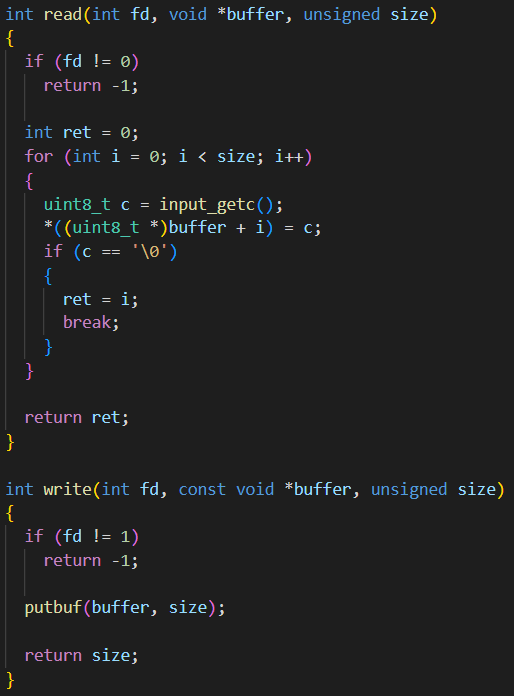 int read(int fd, void *buffer, unsigned size)
{
  if (fd != 0)
    return -1;

  int ret = 0;
  for (int i = 0; i < size; i++)
  {
    uint8_t c = input_getc();
    *((uint8_t *)buffer + i) = c;
    if (c == '\0')
    {
      ret = i;
      break;
    }
  }

  return ret;
}

int write(int fd, const void *buffer, unsigned size)
{
  if (fd != 1)
    return -1;

  putbuf(buffer, size);

  return size;
}